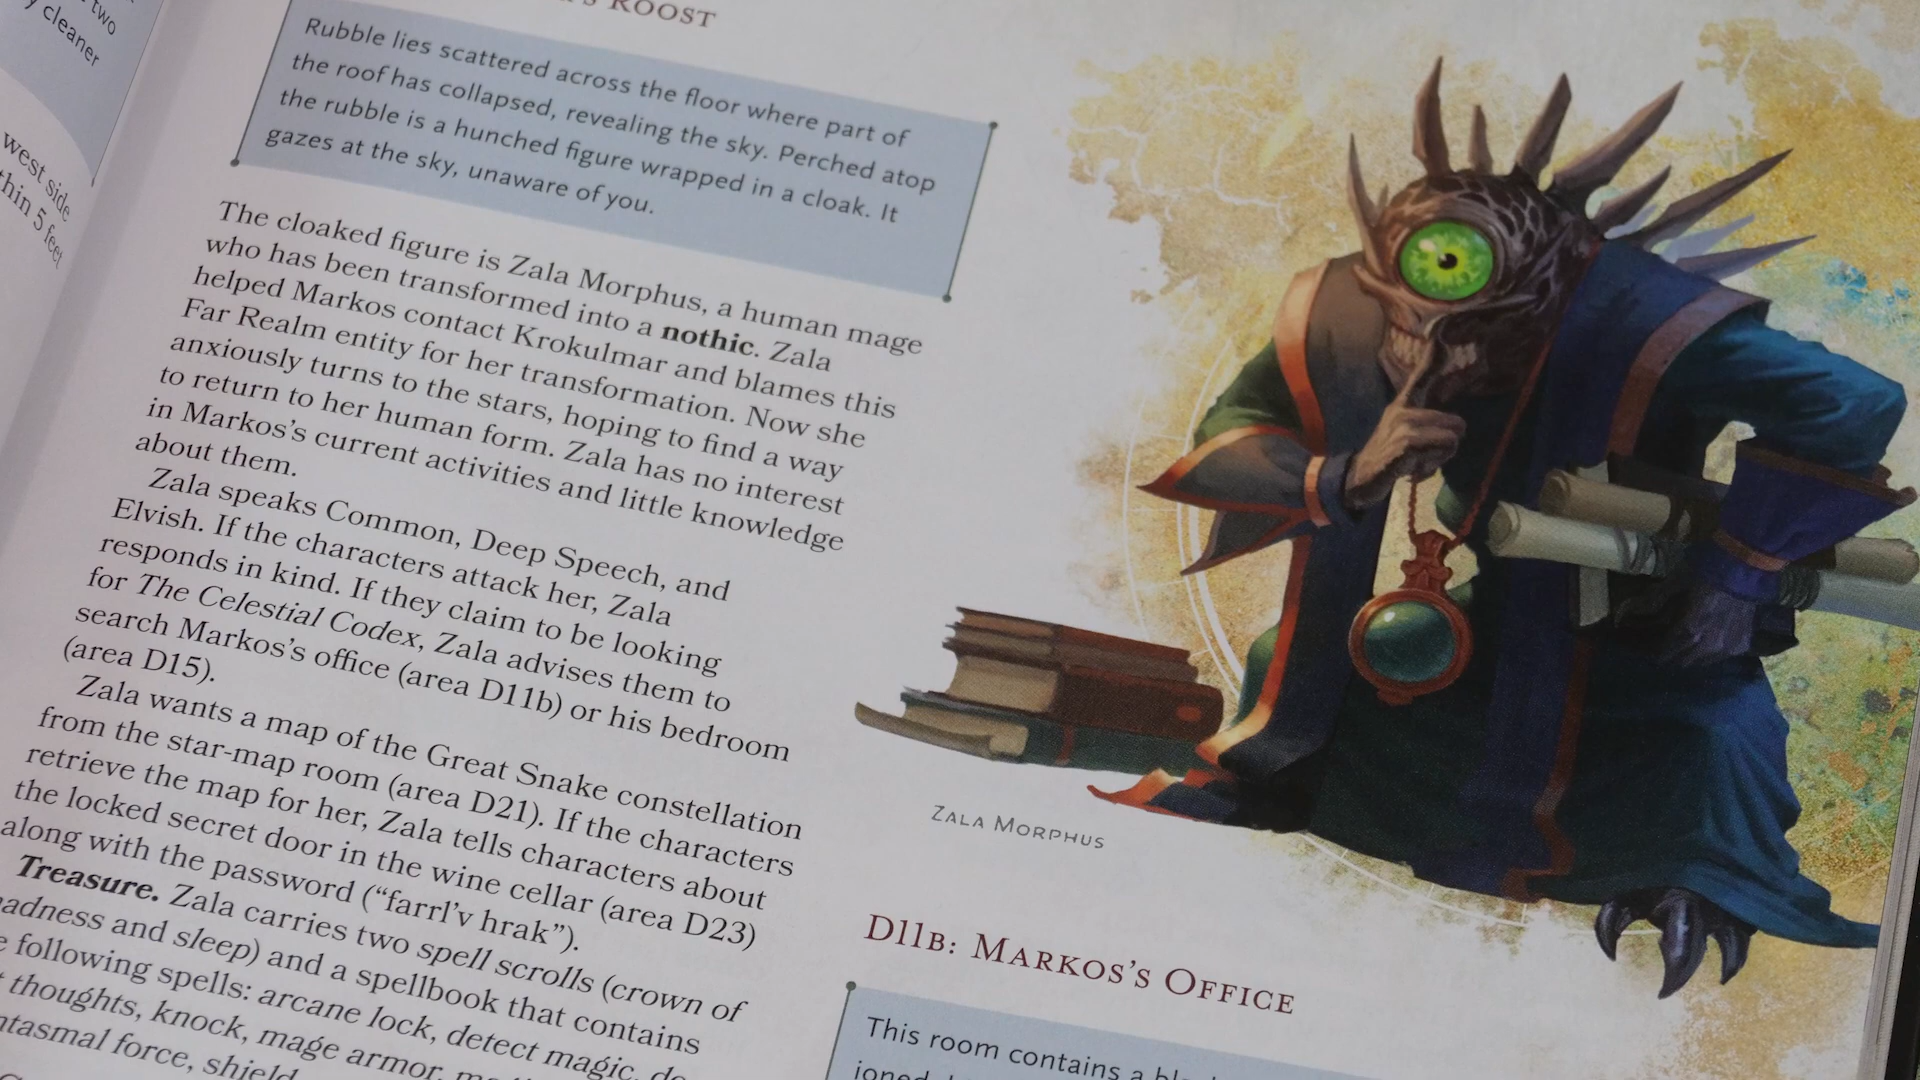 two
y cleaner
west side
thin 5 feet
's Roost
Rubble lies scattered across the floor where part of
the roof has collapsed, revealing the sky. Perched atop
the rubble is a hunched figure wrapped in a cloak. It
gazes at the sky, unaware of you.
The cloaked figure is Zala Morphus, a human mage
who has been transformed into a nothic. Zala
helped Markos contact Krokulmar and blames this
Far Realm entity for her transformation. Now she
anxiously turns to the stars, hoping to find a way
to return to her human form. Zala has no interest
in Markos's current activities and little knowledge
about them.
Zala speaks Common, Deep Speech, and
Elvish. If the characters attack her, Zala
responds in kind. If they claim to be looking
for The Celestial Codex, Zala advises them to
search Markos's office (area D11b) or his bedroom
(area D15).
Zala wants a map of the Great Snake constellation
from the star-map room (area D21). If the characters
retrieve the map for her, Zala tells characters about
the locked secret door in the wine cellar (area D23)
along with the password (“farrl'v hrak”).
Treasure. Zala carries two spell scrolls (crown of
madness and sleep) and a spellbook that contains
following spells: arcane lock, detect magic,
thoughts, knock, mage armor,
ntasmal force, shield
Zala Morphus
D11b: Markos's Office
This room contains a